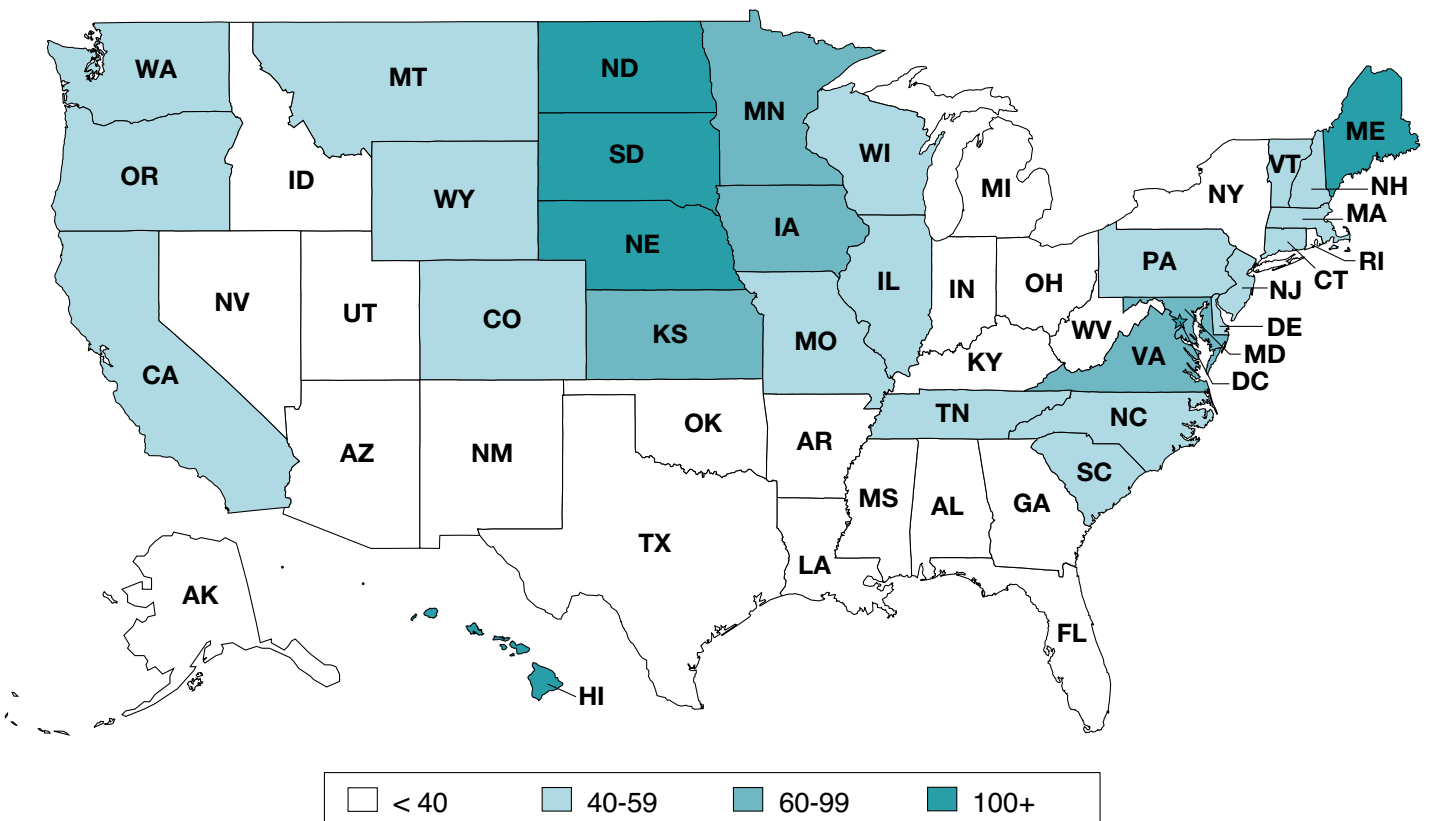 WA
MT
ND
MN
ME
OR
ID
WY
SD
WI
MI
NY
VT
NH
MA
NE
IA
PA
RI
CT
NV
UT
CO
KS
MO
IL
IN
OH
NJ
DE
MD
DC
CA
WV
VA
KY
AZ
NM
OK
AR
TN
NC
SC
MS
AL
GA
TX
LA
AK
FL
HI
< 40
40-59
60-99
100+